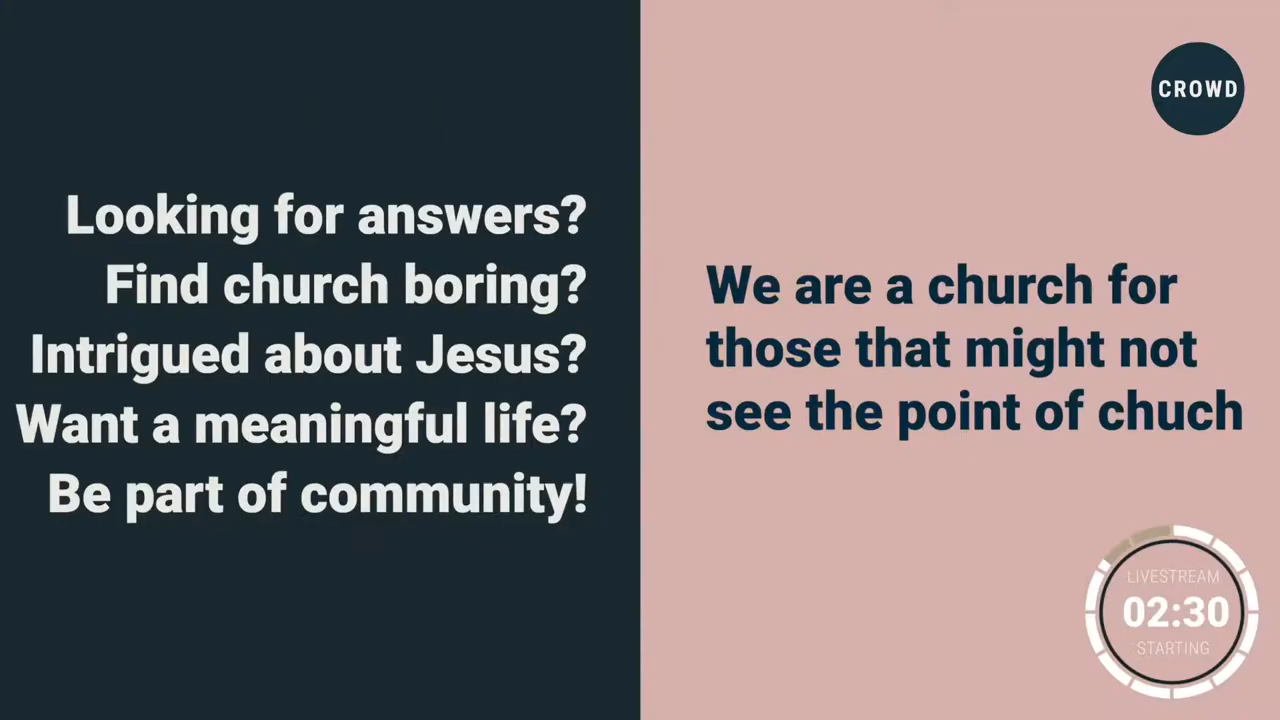 Looking for answers?
Find church boring?
Intrigued about Jesus?
Want a meaningful life?
Be part of community!
CROWD
We are a church for
those that might not
see the point of chuch
LIVESTREAM
02:30
STARTING